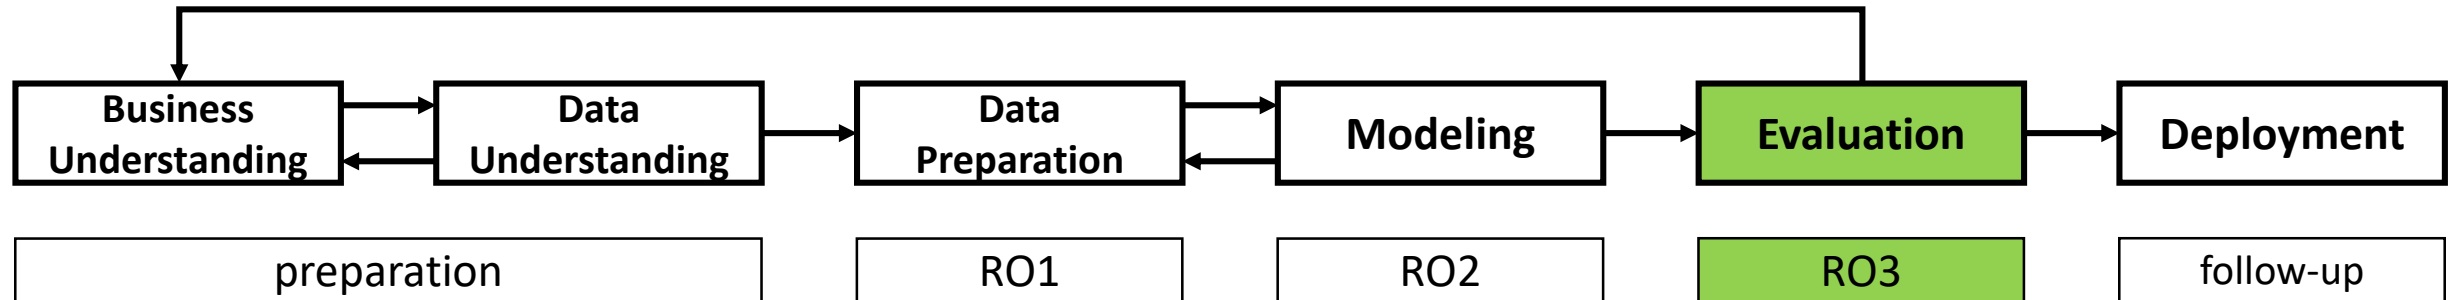 Business
Understanding
Data
Understanding
Data
Preparation
Modeling
Evaluation
Deployment
preparation
RO1
RO2
RO3
follow-up